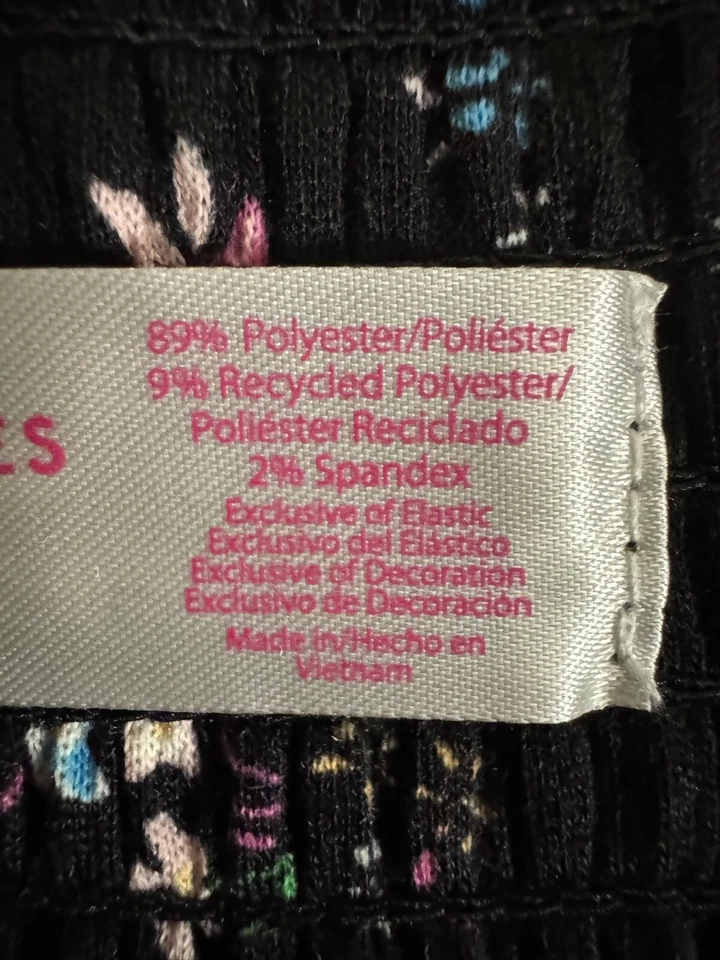 ES
89% Polyester/Poliéster
9% Recycled Polyester/
Poliéster Reciclado
2% Spandex
Exclusive of Elastic
Exclusivo del Elástico
Exclusive of Decoration
Exclusivo de Decoración
Made in/Hecho en
Vietnam